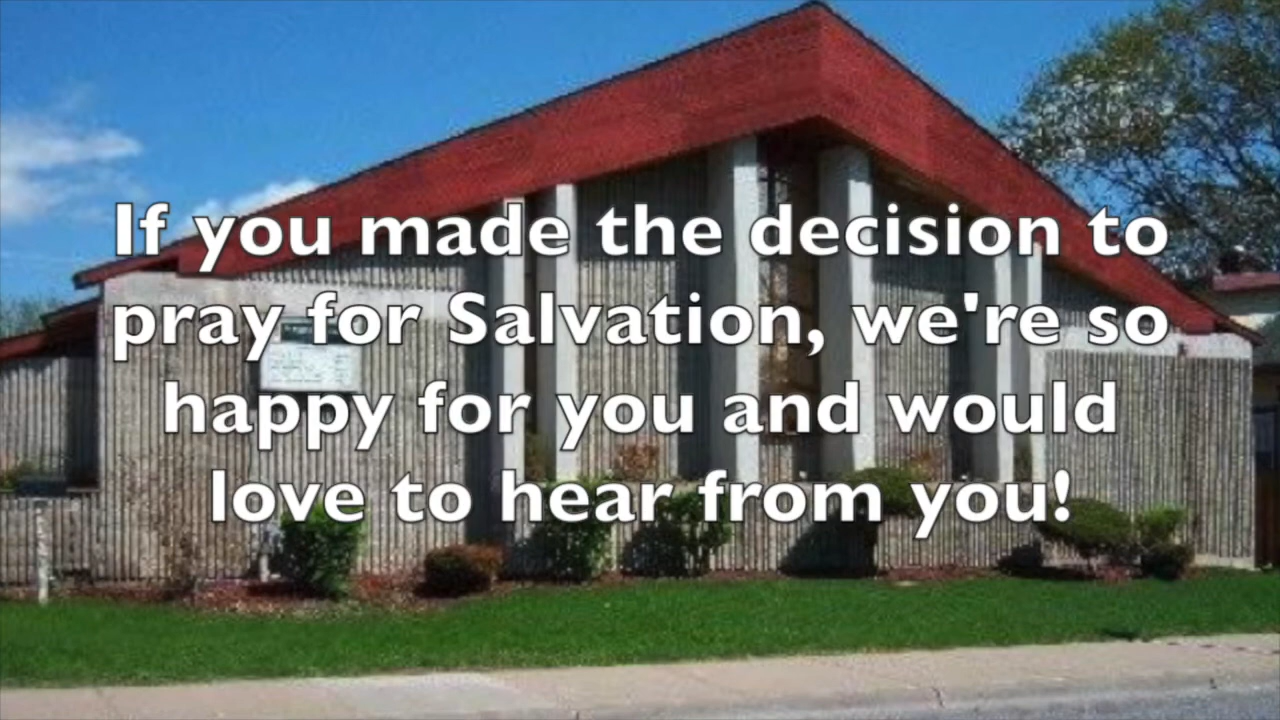 If you made the decision to
pray for Salvation, we're so
happy for you and would
love to hear from you!